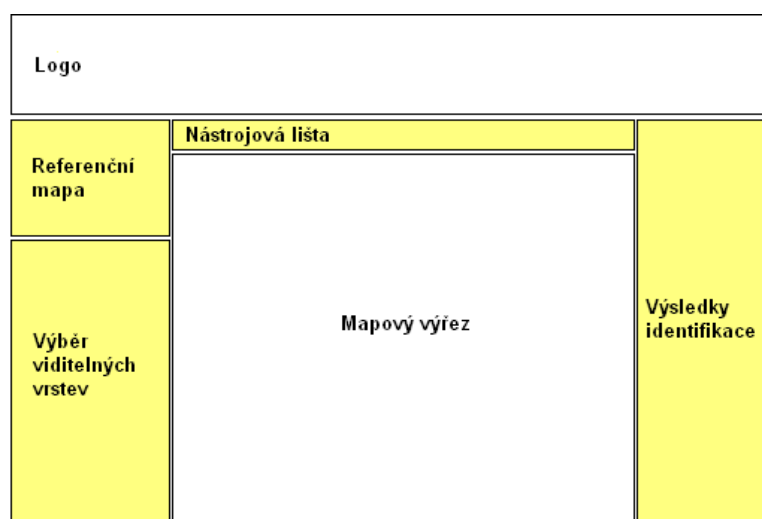 Logo
Nástrojová lišta
Referenční
mapa
Mapový výřez
Výsledky
identifikace
Výběr
viditelných
vrstev